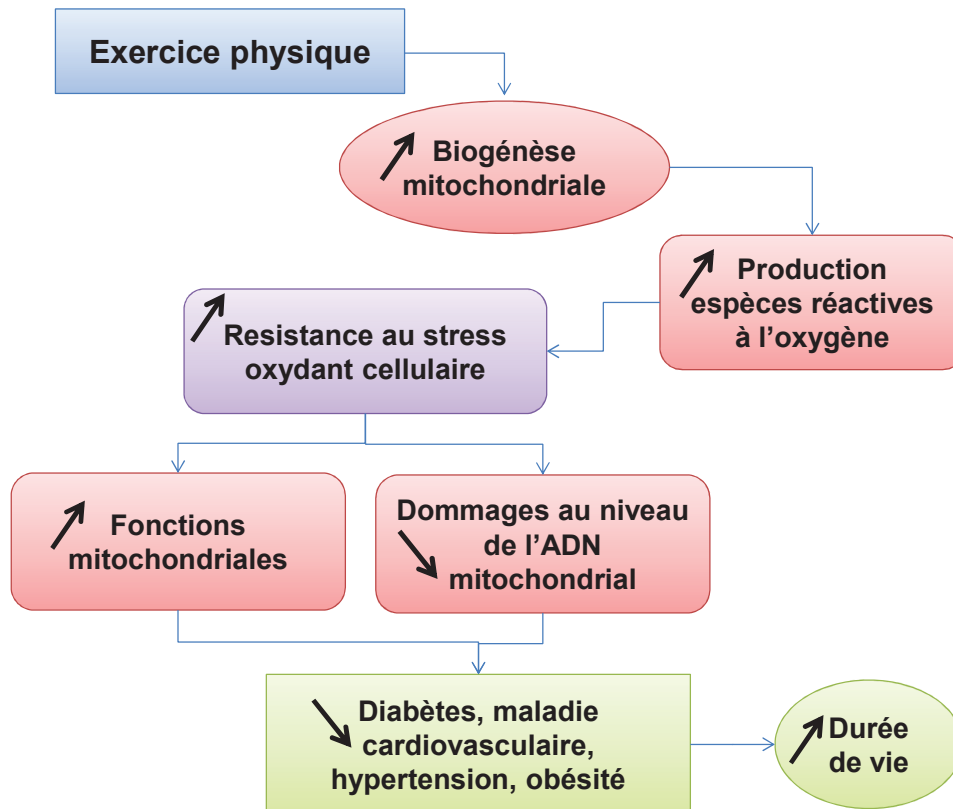 Exercice physique
Biogénèse
mitochondriale
Production
espèces réactives
à l'oxygène
Resistance au stress
oxydant cellulaire
Fonctions
mitochondriales
Dommages au niveau
de l'ADN
mitochondrial
Diabètes, maladie
cardiovasculaire,
hypertension, obésité
Durée
de vie